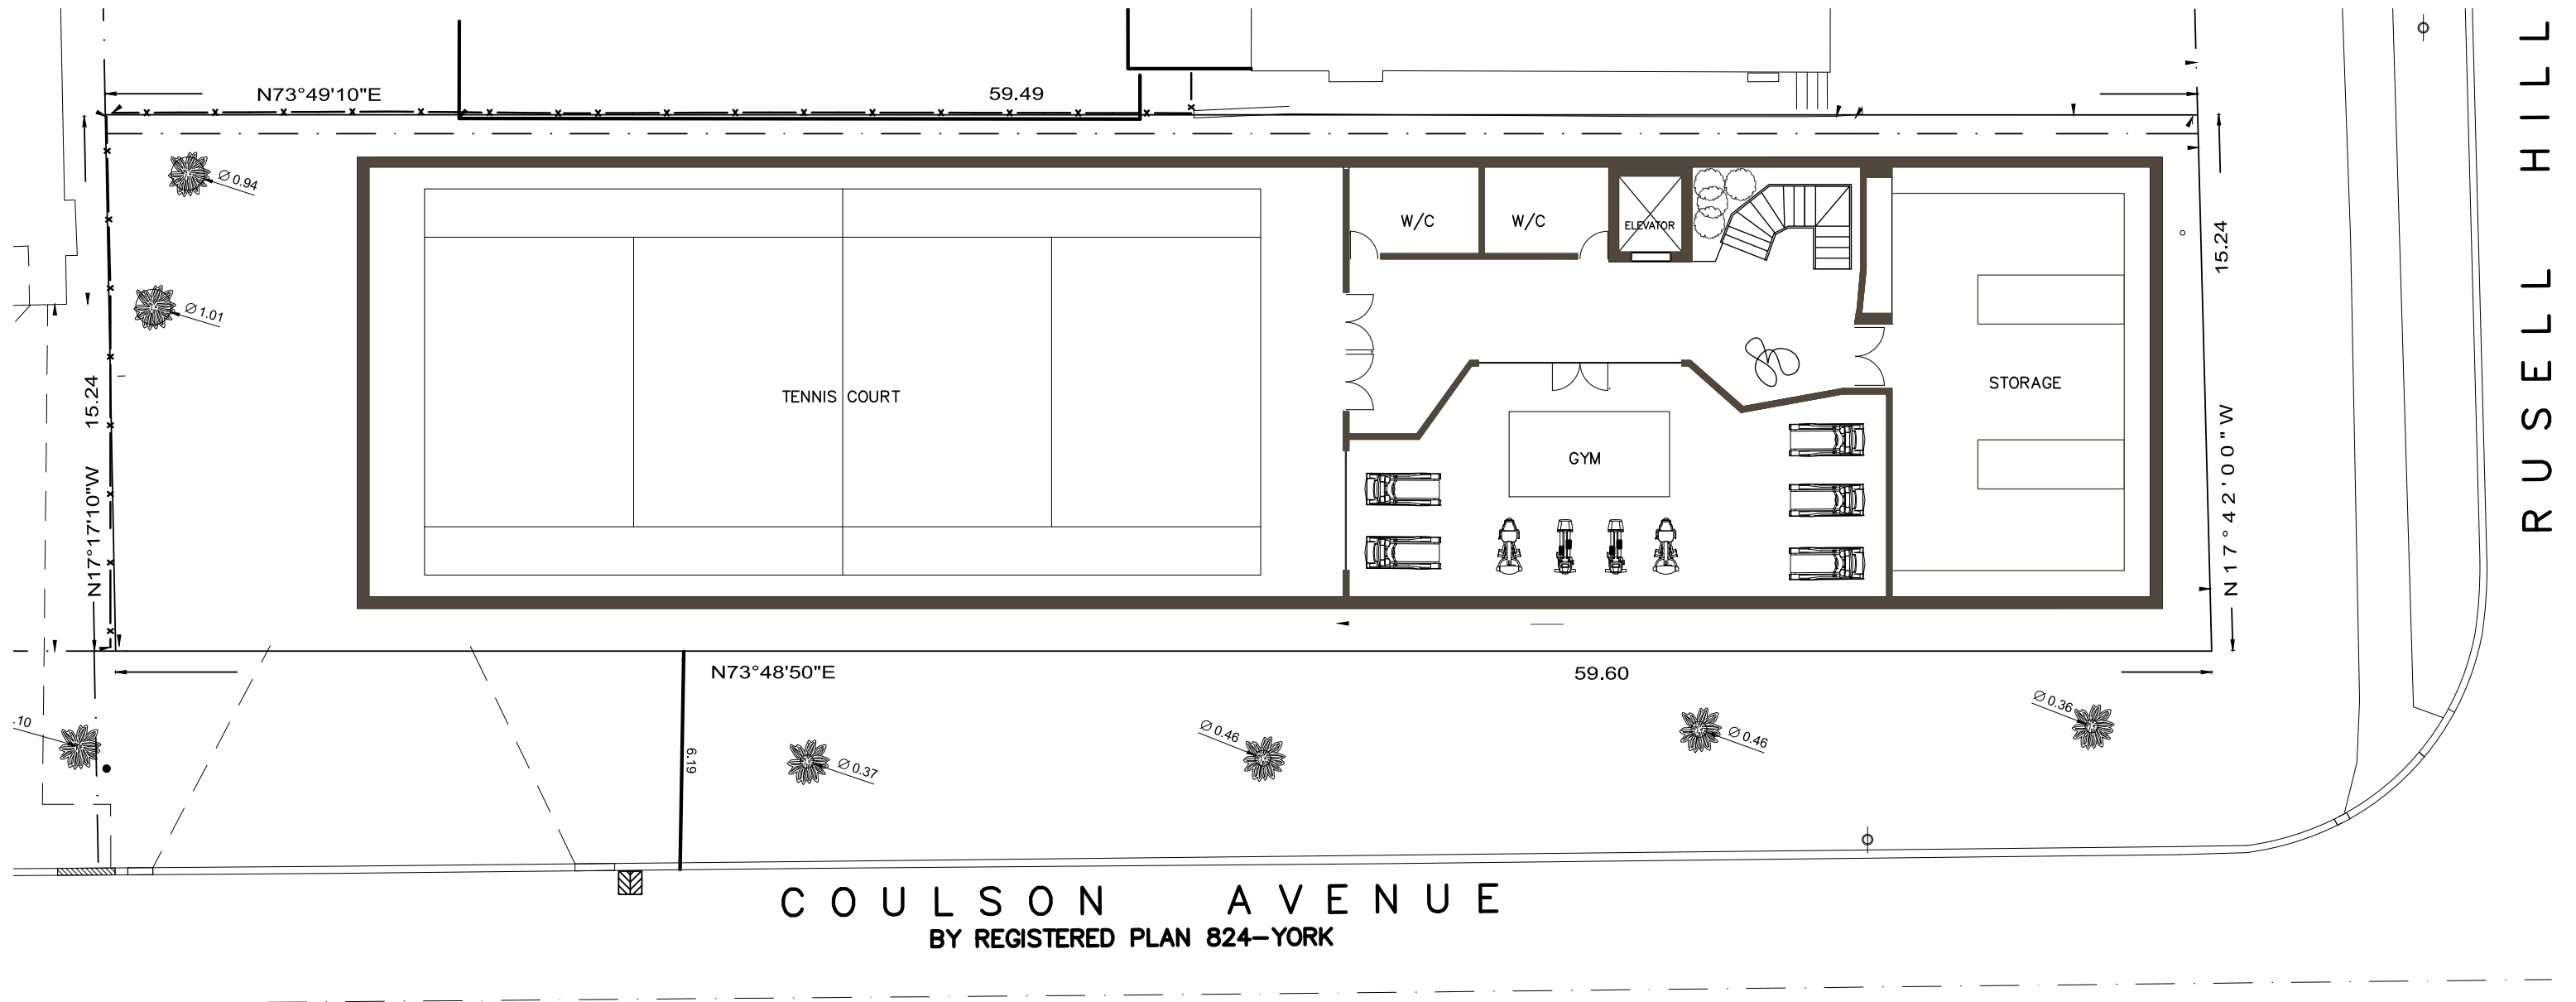 N73°49'10"E
59.49
Ø 0.94
Ø 1.01
15.24
N17°17'10"W
W/C
W/C
ELEVATOR
TENNIS COURT
GYM
STORAGE
15.24
N17°42'00"W
RUSELL HILL
N73°48'50"E
59.60
.10
6.19
Ø 0.37
Ø 0.46
Ø 0.46
Ø 0.36
COULSON AVENUE
BY REGISTERED PLAN 824-YORK